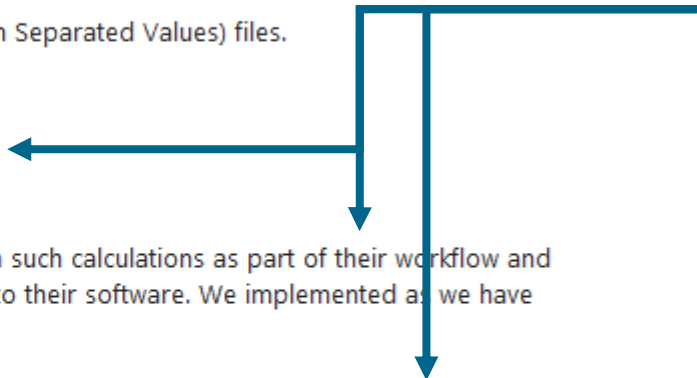 n Separated Values) files.
such calculations as part of their workflow and
to their software. We implemented as we have